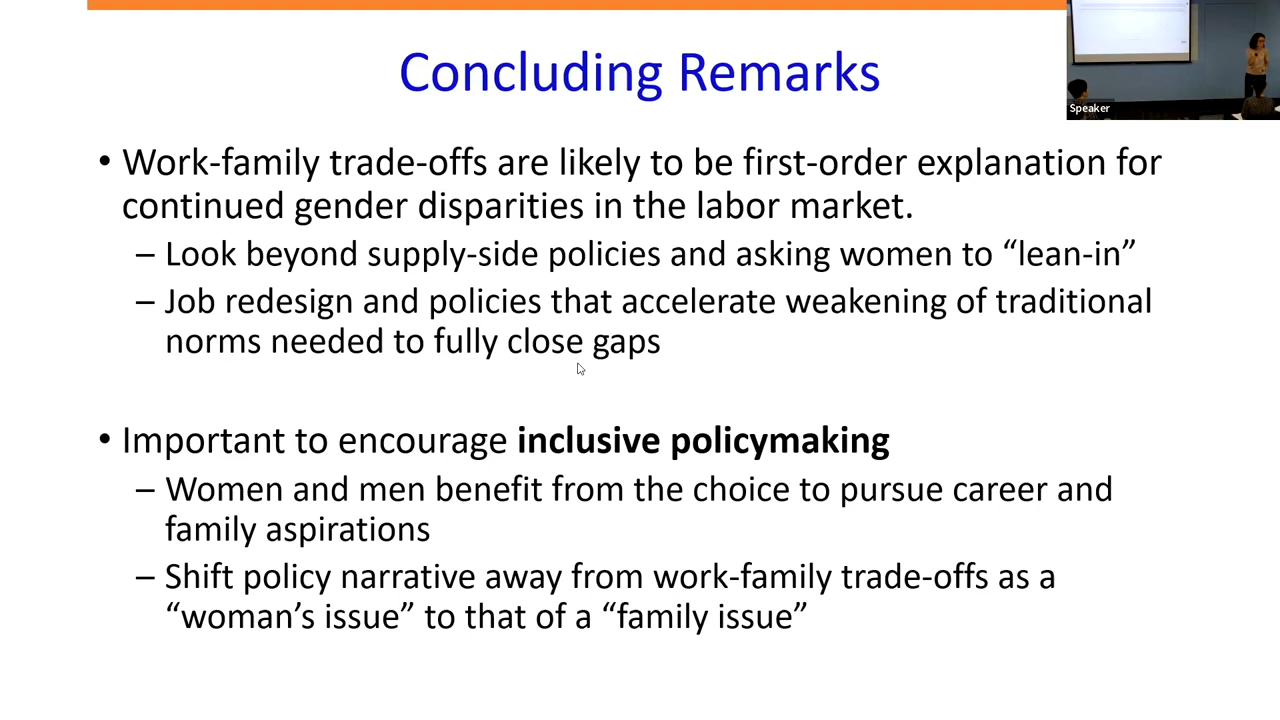 Concluding Remarks
Speaker
• Work-family trade-offs are likely to be first-order explanation for
continued gender disparities in the labor market.
– Look beyond supply-side policies and asking women to “lean-in”
– Job redesign and policies that accelerate weakening of traditional
norms needed to fully close gaps
• Important to encourage inclusive policymaking
– Women and men benefit from the choice to pursue career and
family aspirations
– Shift policy narrative away from work-family trade-offs as a
“woman’s issue” to that of a “family issue”